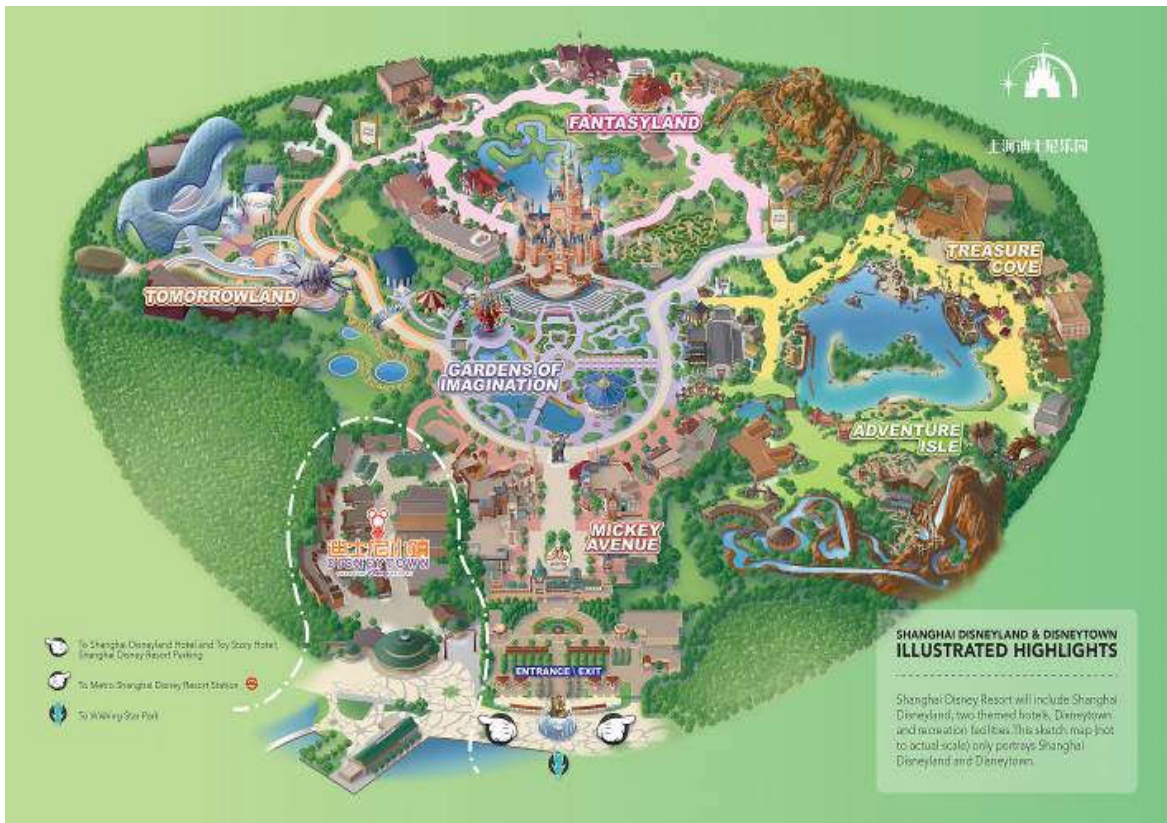 FANTASYLAND
上海迪士尼乐园
TREASURE
COVE
TOMORROWLAND
GARDENS OF
IMAGINATION
ADVENTURE
ISLE
MICKEY
AVENUE
迪士尼小镇
DISNEYTOWN
ENTRANCE EXIT
To Shanghai Disneyland Hotel and Toy Story Hotel,
Shanghai Disney Resort Parking
To Metro Shanghai Disney Resort Station
To Wishing Star Park
SHANGHAI DISNEYLAND & DISNEYTOWN
ILLUSTRATED HIGHLIGHTS
Shanghai Disney Resort will include Shanghai
Disneyland, two themed hotels, Disneytown
and recreation facilities. This sketch map (not
to actual scale) only portrays Shanghai
Disneyland and Disneytown.